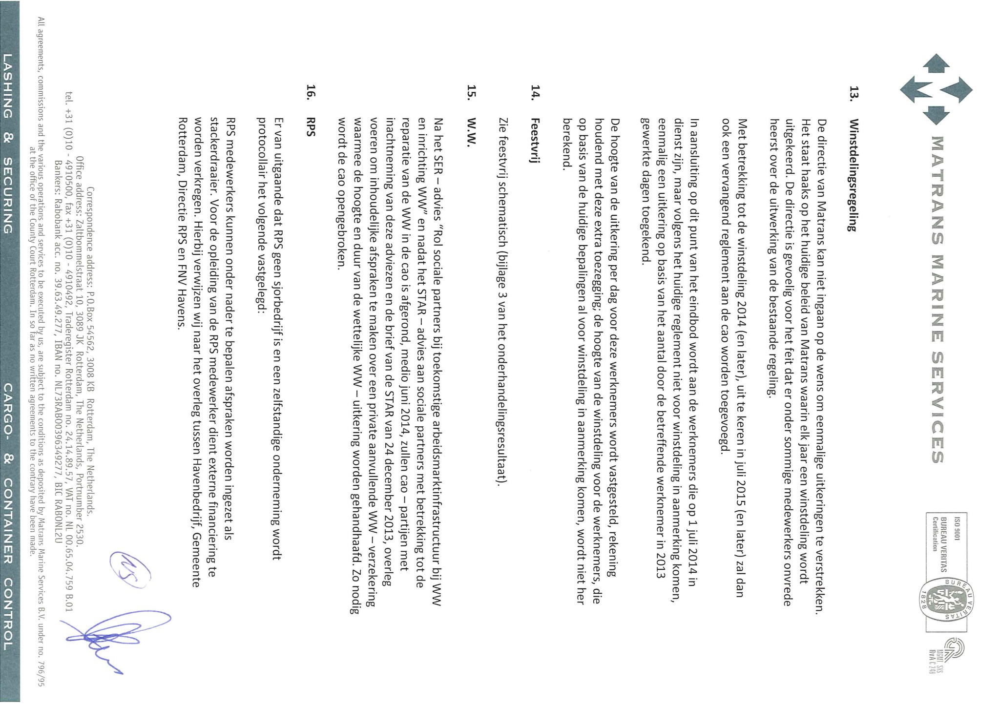 MATRANS MARINE SERVICES
ISO 9001
BUREAU VERITAS
Certification
BUREAU VERITAS
1828
MGMT. SYS
RvA C 248
13. Winstdelingsregeling
De directie van Matrans kan niet ingaan op de wens om eenmalige uitkeringen te verstrekken.
Het staat haaks op het huidige beleid van Matrans waarin elk jaar een winstdeling wordt
uitgekeerd. De directie is gevoelig voor het feit dat er onder sommige medewerkers onvrede
heerst over de uitwerking van de bestaande regeling.
Met betrekking tot de winstdeling 2014 (en later), uit te keren in juli 2015 (en later) zal dan
ook een vervangend reglement aan de cao worden toegevoegd.
In aansluiting op dit punt van het eindbod wordt aan de werknemers die op 1 juli 2014 in
dienst zijn, maar volgens het huidige reglement niet voor winstdeling in aanmerking komen,
eenmalig een uitkering op basis van het aantal door de betreffende werknemer in 2013
gewerkte dagen toegekend.
De hoogte van de uitkering per dag voor deze werknemers wordt vastgesteld, rekening
houdend met deze extra toezegging; de hoogte van de winstdeling voor de werknemers, die
op basis van de huidige bepalingen al voor winstdeling in aanmerking komen, wordt niet her
berekend.
14. Feestvrij
Zie feestvrij schematisch (bijlage 3 van het onderhandelingsresultaat).
15. W.W.
Na het SER – advies “Rol sociale partners bij toekomstige arbeidsmarktinfrastructuur bij WW
en inrichting WW” en nadat het STAR – advies aan sociale partners met betrekking tot de
reparatie van de WW in de cao is afgerond, medio juni 2014, zullen cao – partijen met
inachtneming van deze adviezen en de brief van de STAR van 24 december 2013, overleg
voeren om inhoudelijke afspraken te maken over een private aanvullende WW – verzekering
waarmee de hoogte en duur van de wettelijke WW – uitkering worden gehandhaafd. Zo nodig
wordt de cao opengebroken.
16. RPS
Er van uitgaande dat RPS geen sjorbedrijf is en een zelfstandige onderneming wordt
protocollair het volgende vastgelegd:
RPS medewerkers kunnen onder nader te bepalen afspraken worden ingezet als
stackerdraaier. Voor de opleiding van de RPS medewerker dient externe financiering te
worden verkregen. Hierbij verwijzen wij naar het overleg tussen Havenbedrijf, Gemeente
Rotterdam, Directie RPS en FNV Havens.
Correspondence address: P.O.Box 54562, 3008 KB Rotterdam, The Netherlands.
Office address: Zaltbommelstraat 10, 3089 JK Rotterdam, The Netherlands, Portnumber 2530.
tel. +31 (0)10 - 4910500, fax +31 (0)10 - 4910492, Traderegister Rotterdam no. 24.14.89.57, VAT no. NL 00.65.04.759 B.01
Bankers: Rabobank acc. no. 39.63.49.277, IBAN no. NL73RABO0396349277, BIC RABONL2U
All agreements, commissions and the various operations and services to be executed by us, are subject to the conditions as deposited by Matrans Marine Services B.V. under no. 796/95
at the office of the County Court Rotterdam. In so far as no written agreements to the contrary have been made.
LASHING & SECURING CARGO- & CONTAINER CONTROL